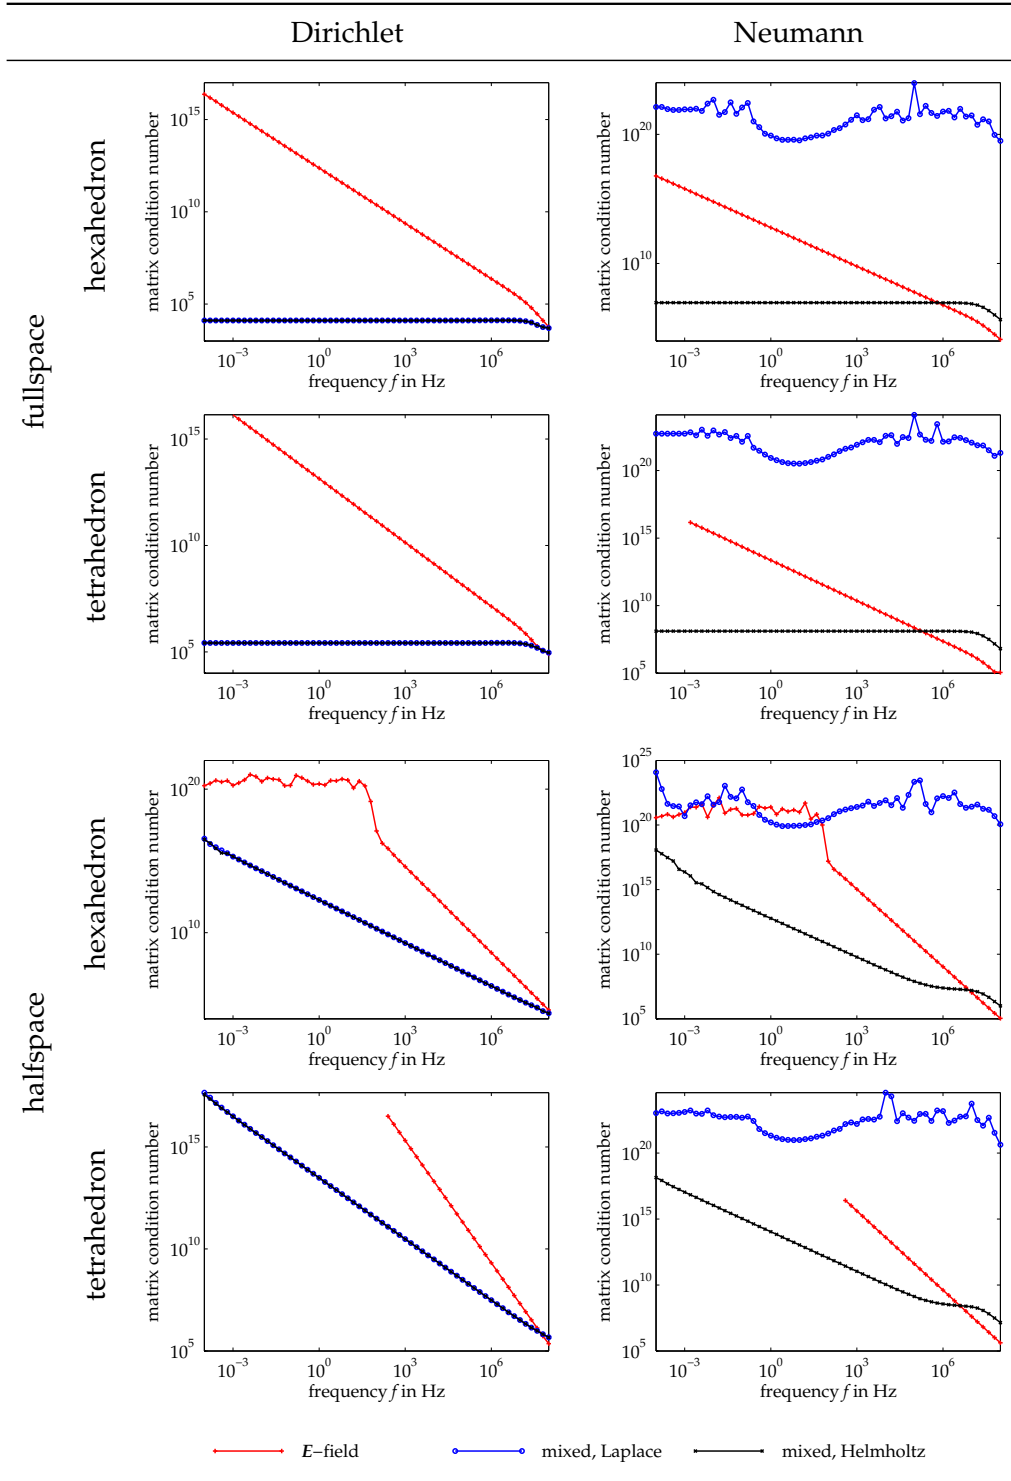 Dirichlet Neumann
fullspace
hexahedron
matrix condition number
10^15
10^10
10^5
10^−3 10^0 10^3 10^6
frequency f in Hz
matrix condition number
10^20
10^10
10^−3 10^0 10^3 10^6
frequency f in Hz
tetrahedron
matrix condition number
10^15
10^10
10^5
10^−3 10^0 10^3 10^6
frequency f in Hz
matrix condition number
10^20
10^15
10^10
10^5
10^−3 10^0 10^3 10^6
frequency f in Hz
halfspace
hexahedron
matrix condition number
10^20
10^10
10^−3 10^0 10^3 10^6
frequency f in Hz
matrix condition number
10^25
10^20
10^15
10^10
10^5
10^−3 10^0 10^3 10^6
frequency f in Hz
tetrahedron
matrix condition number
10^15
10^10
10^5
10^−3 10^0 10^3 10^6
frequency f in Hz
matrix condition number
10^20
10^15
10^10
10^5
10^−3 10^0 10^3 10^6
frequency f in Hz
E−field mixed, Laplace mixed, Helmholtz